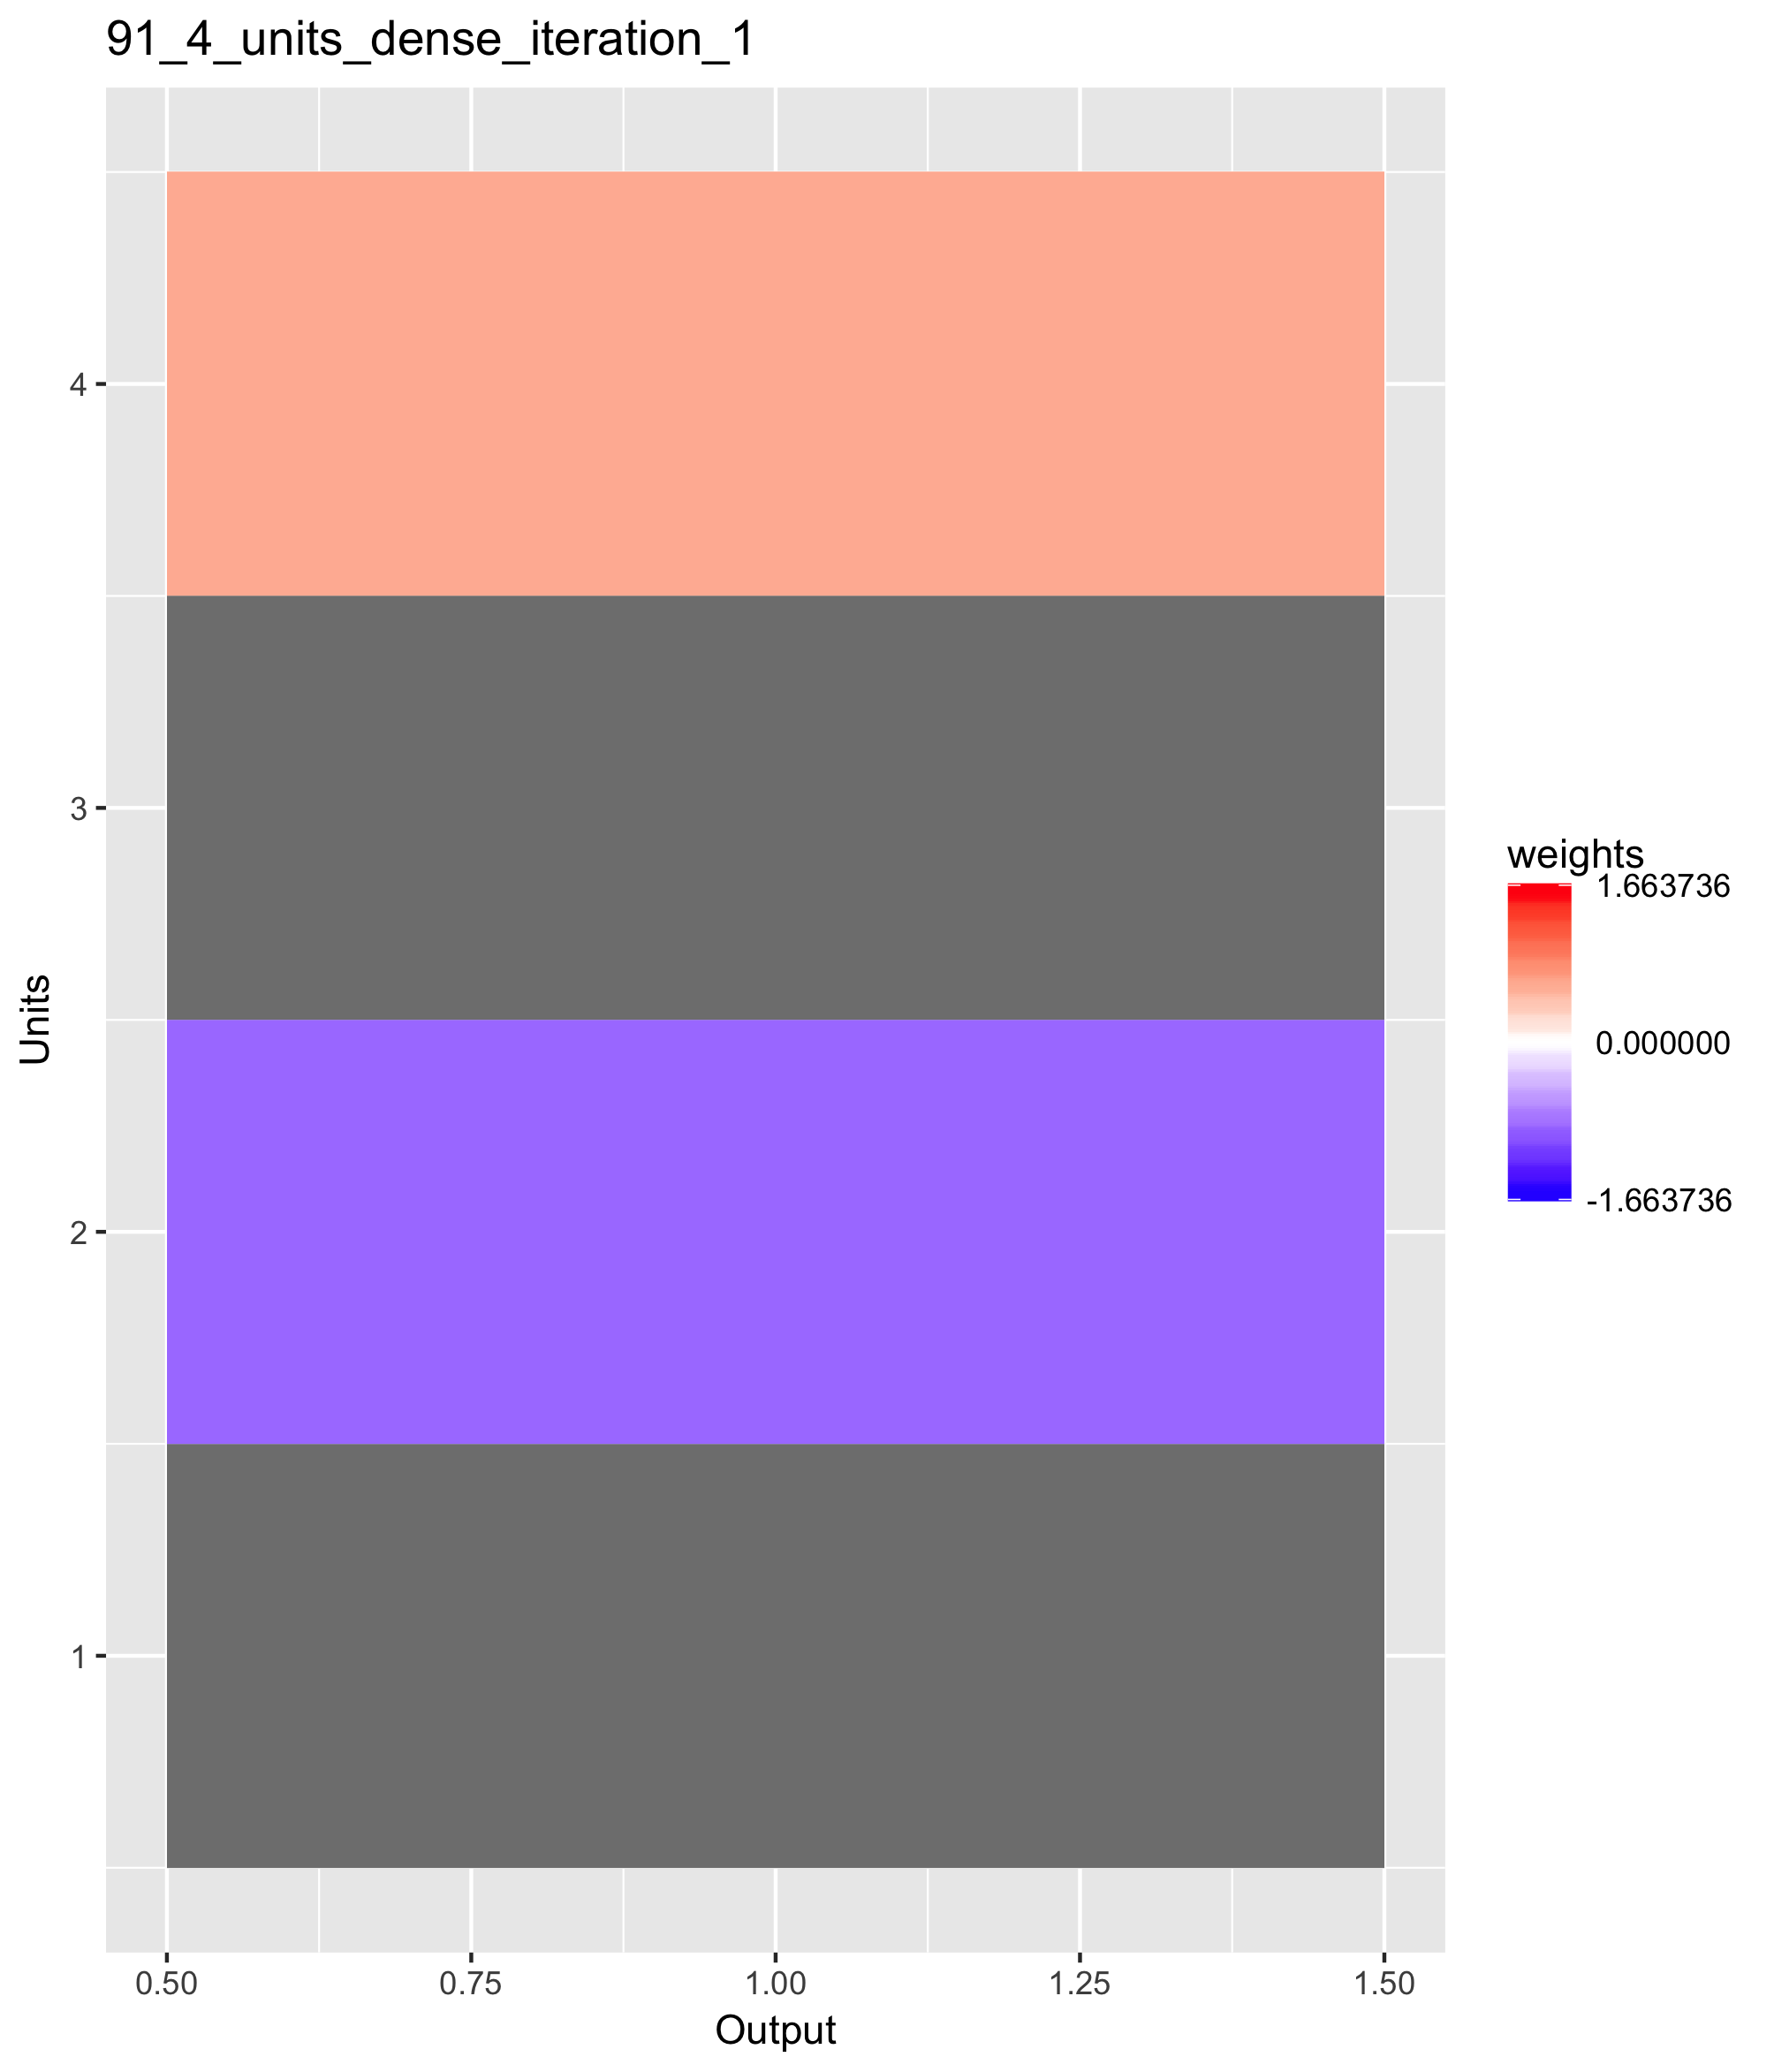 91_4_units_dense_iteration_1
Units
4
3
2
1
0.50 0.75 1.00 1.25 1.50
Output
weights
1.663736
0.000000
-1.663736